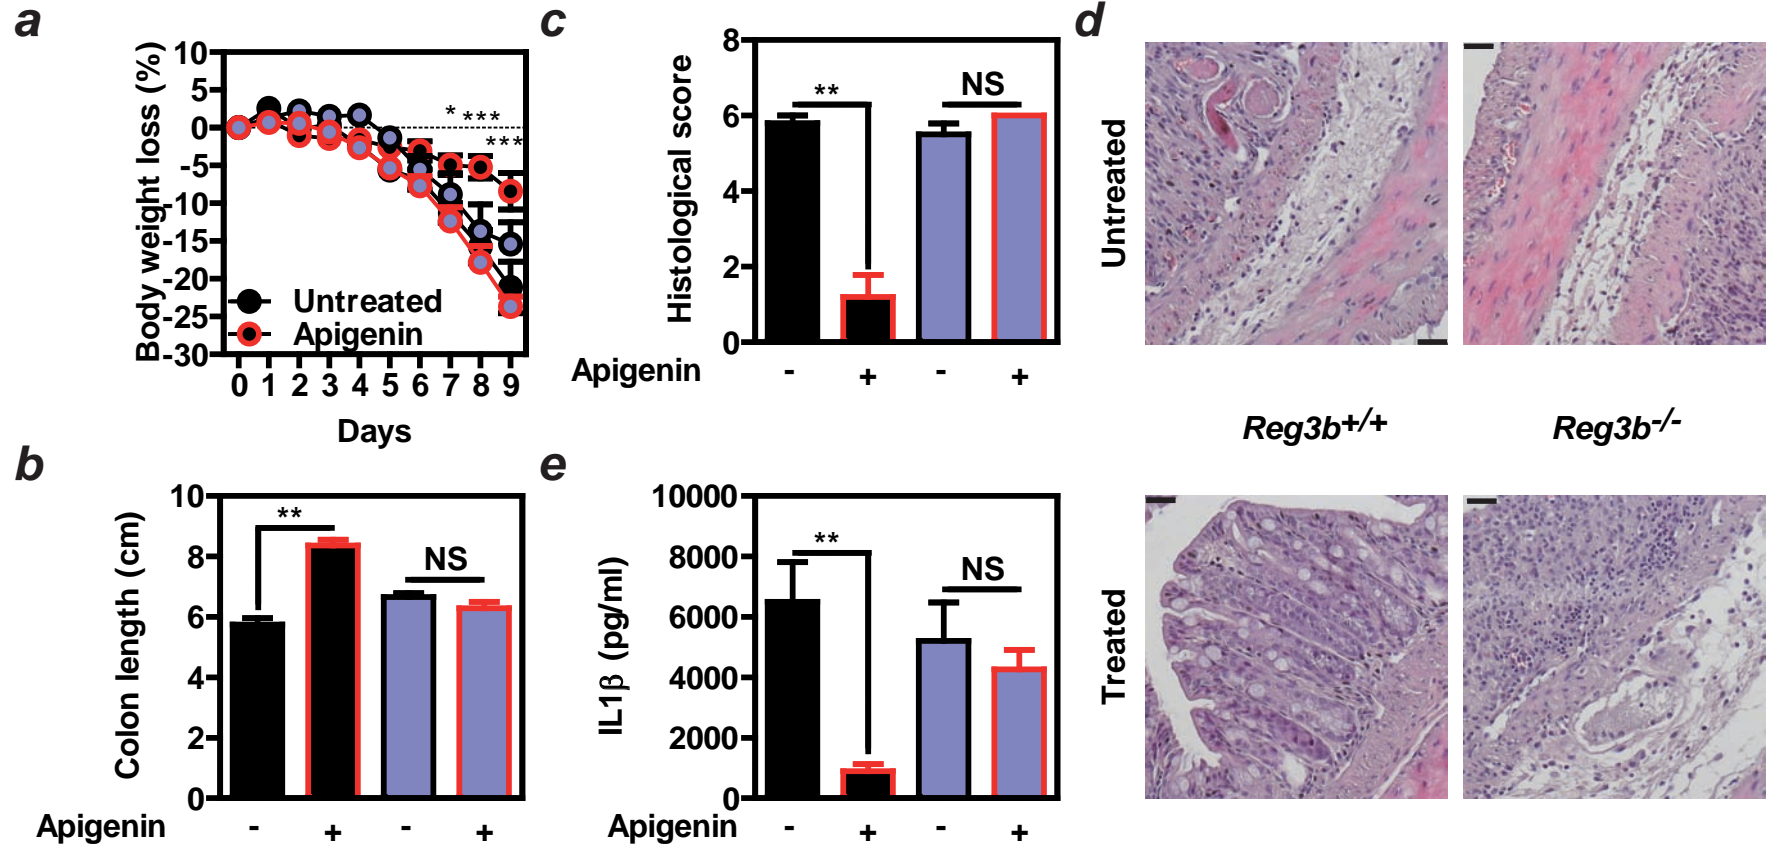 a
Body weight loss (%)
10
5
0
-5
-10
-15
-20
-25
-30
* ***
***
Untreated
Apigenin
0 1 2 3 4 5 6 7 8 9
Days
b
Colon length (cm)
10
8
6
4
2
0
**
NS
Apigenin - + - +
c
Histological score
8
6
4
2
0
**
NS
Apigenin - + - +
d
Untreated
Reg3b+/+ Reg3b-/-
Treated
e
IL1β (pg/ml)
10000
8000
6000
4000
2000
0
**
NS
Apigenin - + - +